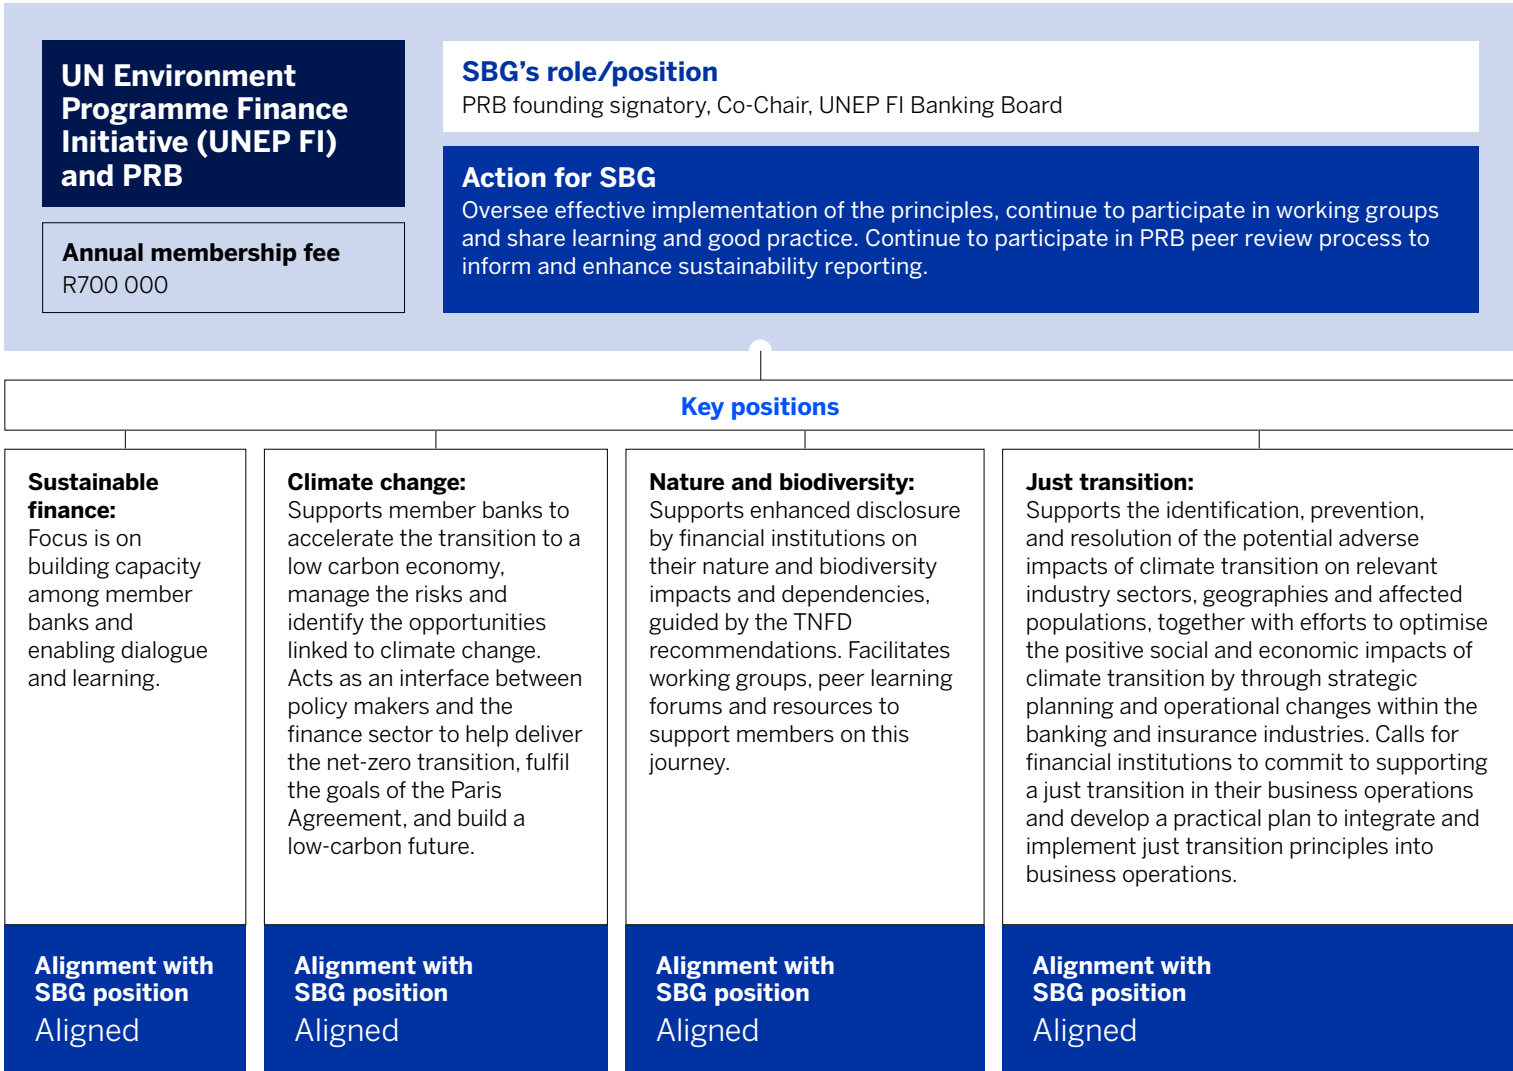 UN Environment
Programme Finance
Initiative (UNEP FI)
and PRB
Annual membership fee
R700 000
SBG's role/position
PRB founding signatory, Co-Chair, UNEP FI Banking Board
Action for SBG
Oversee effective implementation of the principles, continue to participate in working groups
and share learning and good practice. Continue to participate in PRB peer review process to
inform and enhance sustainability reporting.
Key positions
Sustainable
finance:
Focus is on
building capacity
among member
banks and
enabling dialogue
and learning.
Alignment with
SBG position
Aligned
Climate change:
Supports member banks to
accelerate the transition to a
low carbon economy,
manage the risks and
identify the opportunities
linked to climate change.
Acts as an interface between
policy makers and the
finance sector to help deliver
the net-zero transition, fulfil
the goals of the Paris
Agreement, and build a
low-carbon future.
Alignment with
SBG position
Aligned
Nature and biodiversity:
Supports enhanced disclosure
by financial institutions on
their nature and biodiversity
impacts and dependencies,
guided by the TNFD
recommendations. Facilitates
working groups, peer learning
forums and resources to
support members on this
journey.
Alignment with
SBG position
Aligned
Just transition:
Supports the identification, prevention,
and resolution of the potential adverse
impacts of climate transition on relevant
industry sectors, geographies and affected
populations, together with efforts to optimise
the positive social and economic impacts of
climate transition by through strategic
planning and operational changes within the
banking and insurance industries. Calls for
financial institutions to commit to supporting
a just transition in their business operations
and develop a practical plan to integrate and
implement just transition principles into
business operations.
Alignment with
SBG position
Aligned